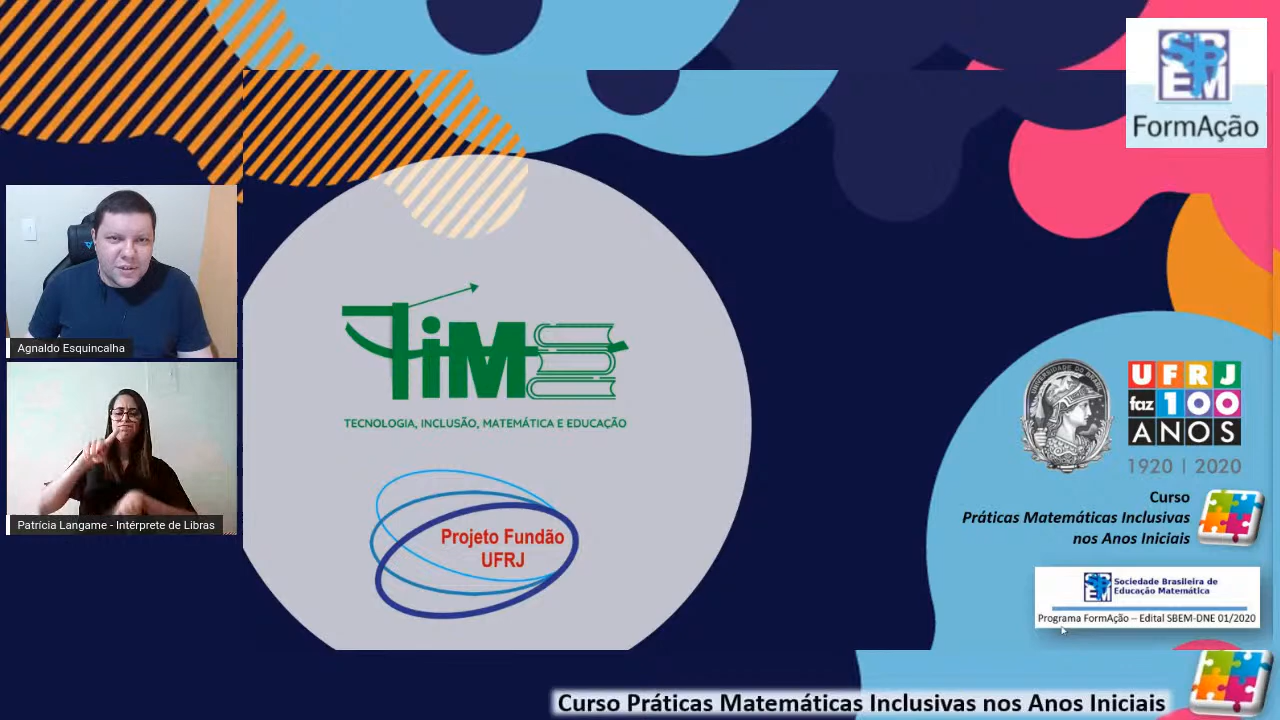 SBEM
FormAção
Agnaldo Esquincalha
Patrícia Langame - Intérprete de Libras
TIME
TECNOLOGIA, INCLUSÃO, MATEMÁTICA E EDUCAÇÃO
Projeto Fundão
UFRJ
UFRJ
faz 100
ANOS
1920 | 2020
Curso
Práticas Matemáticas Inclusivas
nos Anos Iniciais
SBEM
Sociedade Brasileira de
Educação Matemática
Programa FormAção – Edital SBEM-DNE 01/2020
Curso Práticas Matemáticas Inclusivas nos Anos Iniciais